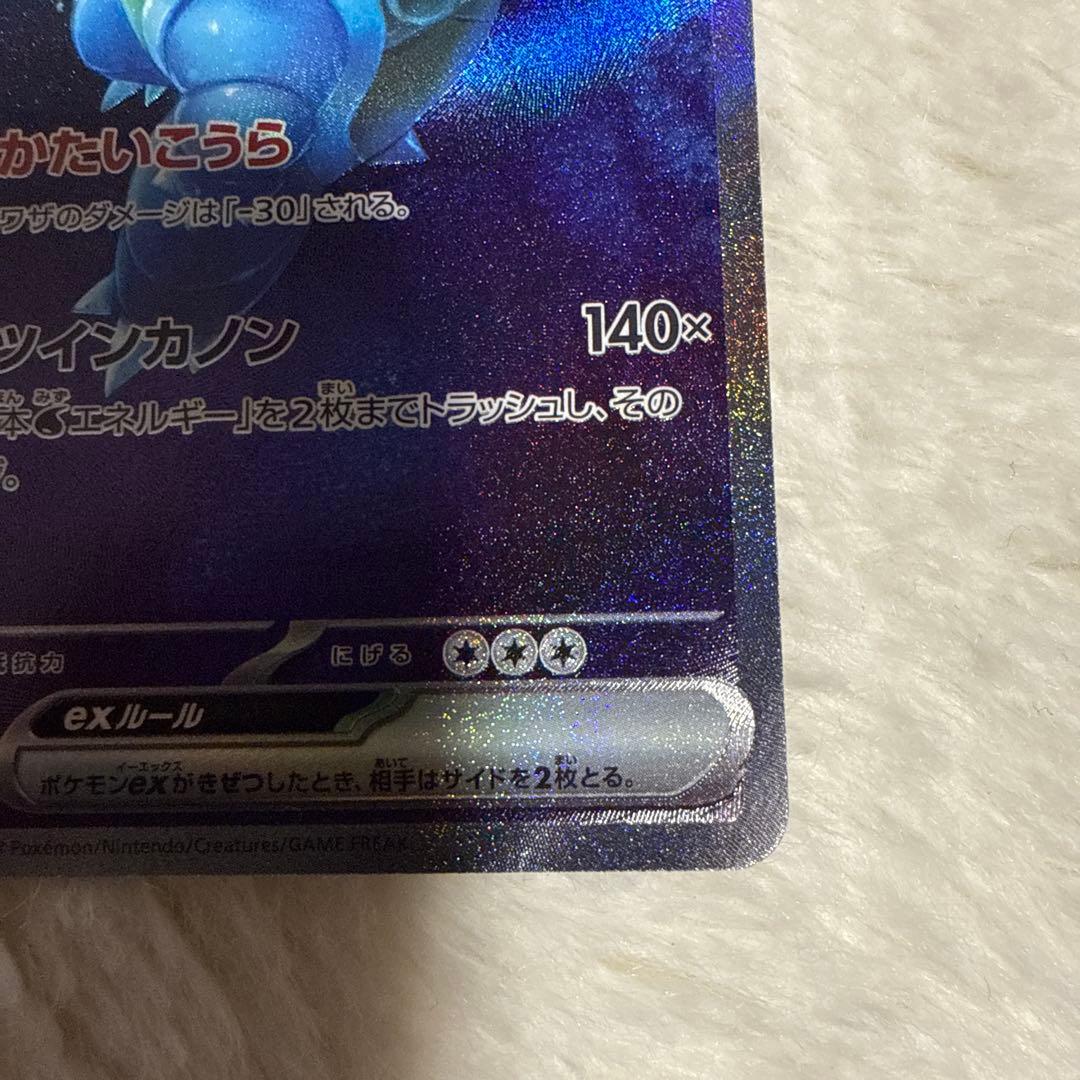 かたいこうら
ワザのダメージは「-30」される。
ツインカノン 140×
本エネルギー」を2枚までトラッシュし、その
。
抗力 にげる
exルール
ポケモンexがきぜつしたとき、相手はサイドを2枚とる。
Pokémon/Nintendo/Creatures/GAME FREAK